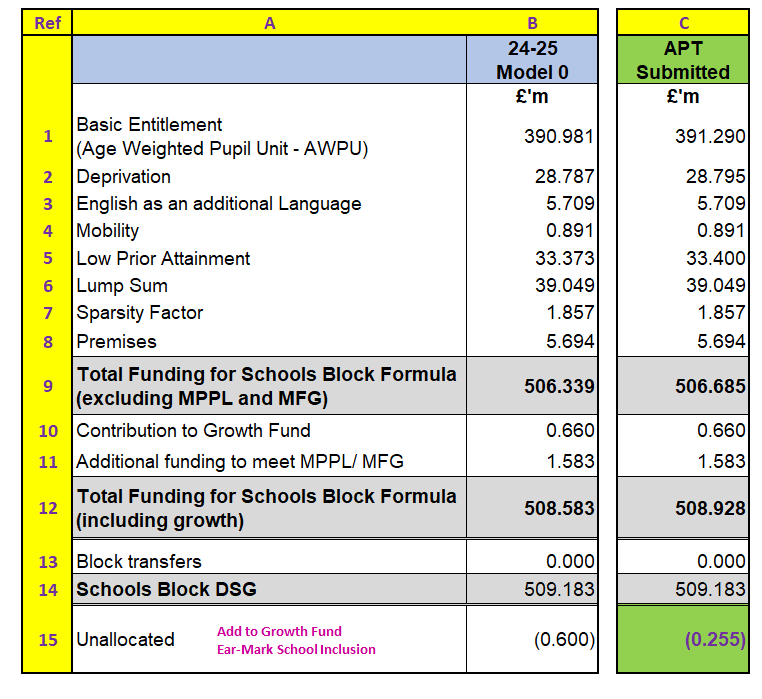 Ref A B C
24-25 APT
Model 0 Submitted
£'m £'m
1 Basic Entitlement
(Age Weighted Pupil Unit - AWPU) 390.981 391.290
2 Deprivation 28.787 28.795
3 English as an additional Language 5.709 5.709
4 Mobility 0.891 0.891
5 Low Prior Attainment 33.373 33.400
6 Lump Sum 39.049 39.049
7 Sparsity Factor 1.857 1.857
8 Premises 5.694 5.694
9 Total Funding for Schools Block Formula
(excluding MPPL and MFG) 506.339 506.685
10 Contribution to Growth Fund 0.660 0.660
11 Additional funding to meet MPPL/ MFG 1.583 1.583
12 Total Funding for Schools Block Formula
(including growth) 508.583 508.928
13 Block transfers 0.000 0.000
14 Schools Block DSG 509.183 509.183
15 Unallocated Add to Growth Fund
Ear-Mark School Inclusion (0.600) (0.255)